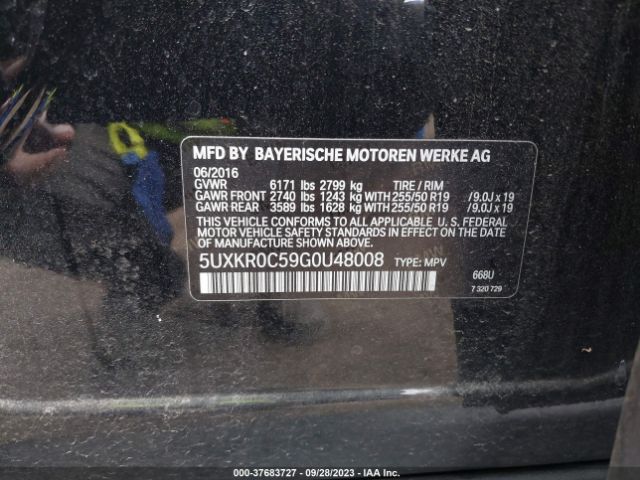 MFD BY BAYERISCHE MOTOREN WERKE AG
06/2016
GVWR 6171 lbs 2799 kg TIRE / RIM
GAWR FRONT 2740 lbs 1243 kg WITH 255/50 R19 / 9.0J x 19
GAWR REAR 3589 lbs 1628 kg WITH 255/50 R19 / 9.0J x 19
THIS VEHICLE CONFORMS TO ALL APPLICABLE U. S. FEDERAL
MOTOR VEHICLE SAFETY STANDARDS IN EFFECT ON THE DATE
OF MANUFACTURE SHOWN ABOVE.
5UXKR0C59G0U48008 TYPE: MPV
668U
7 320 729
000-37683727 - 09/28/2023 - IAA Inc.